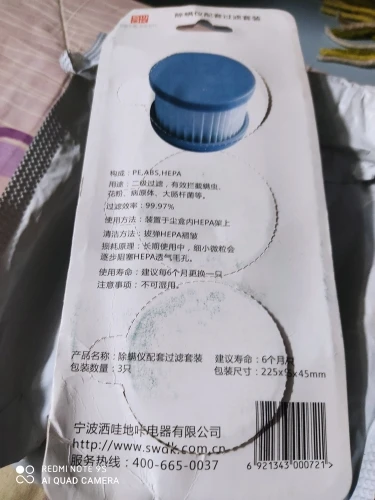 除螨仪配套过滤套装
构成：PE,ABS,HEPA
用途：二级过滤，有效拦截螨虫、
花粉、病原体、大肠杆菌等。
过滤效率：99.97%
使用方法：装置于尘盒内HEPA架上
清洁方法：拔弹HEPA褶皱
损耗原理：长期使用中，细小微粒会
逐步阻塞HEPA透气毛孔。
使用寿命：建议每6个月更换一只
注意事项：不可混用。
产品名称：除螨仪配套过滤套装
建议寿命：6个月/只
包装数量：3只
包装尺寸：225x95x45mm
宁波洒哇地咔电器有限公司
http://www.swdk.com.cn
服务热线：400-665-0037
6 921343 000721
REDMI NOTE 9S
AI QUAD CAMERA